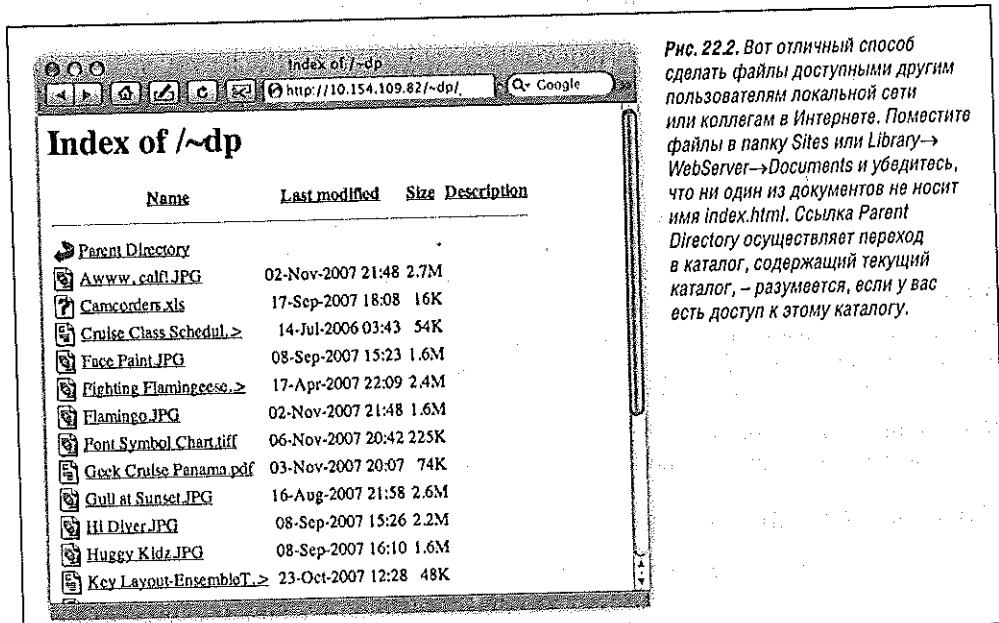 Index of /~dp
http://10.154.109.82/~dp/
Google
Index of /~dp
Name Last modified Size Description
Parent Directory
Awww, calf!.JPG 02-Nov-2007 21:48 2.7M
Camcorders.xls 17-Sep-2007 18:08 16K
Cruise Class Schedul..> 14-Jul-2006 03:43 54K
Face Paint.JPG 08-Sep-2007 15:23 1.6M
Fighting Flamingeese..> 17-Apr-2007 22:09 2.4M
Flamingo.JPG 02-Nov-2007 21:48 1.6M
Font Symbol Chart.tiff 06-Nov-2007 20:42 225K
Geek Cruise Panama.pdf 03-Nov-2007 20:07 74K
Gull at Sunset.JPG 16-Aug-2007 21:58 2.6M
Hi Diver.JPG 08-Sep-2007 15:26 2.2M
Huggy Kidz.JPG 08-Sep-2007 16:10 1.6M
Key Layout-EnsembleT..> 23-Oct-2007 12:28 48K
Рис. 22.2. Вот отличный способ
сделать файлы доступными другим
пользователям локальной сети
или коллегам в Интернете. Поместите
файлы в папку Sites или Library→
WebServer→Documents и убедитесь,
что ни один из документов не носит
имя index.html. Ссылка Parent
Directory осуществляет переход
в каталог, содержащий текущий
каталог, – разумеется, если у вас
есть доступ к этому каталогу.